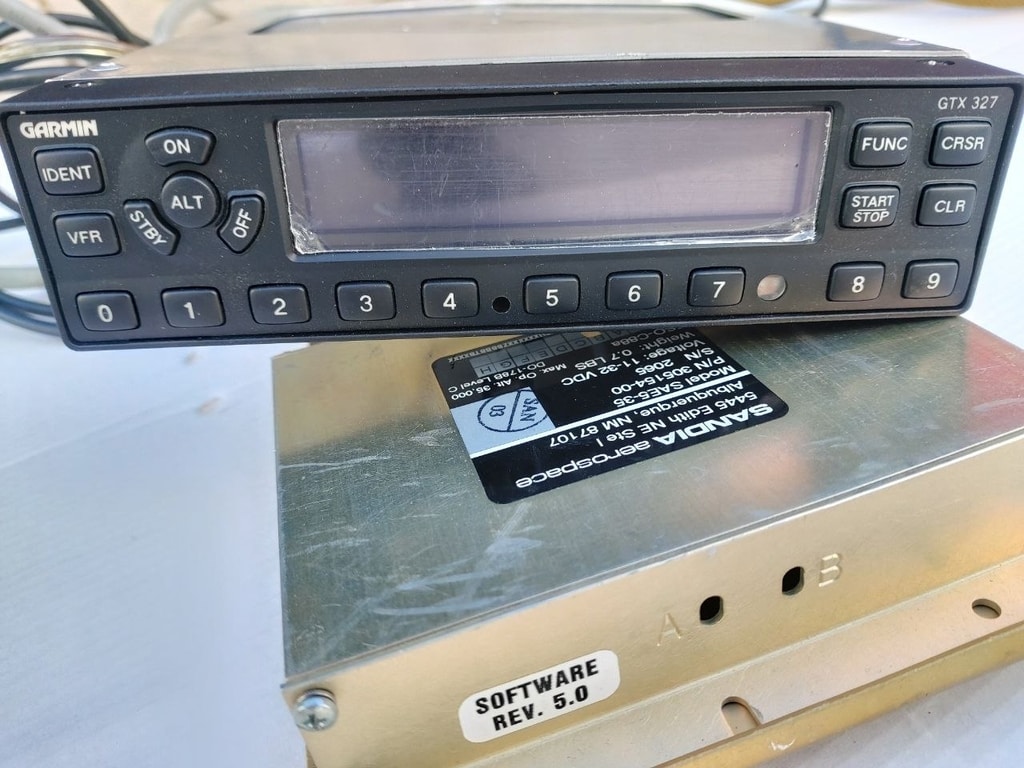 GARMIN
GTX 327
IDENT
ON
ALT
STBY
OFF
VFR
FUNC
CRSR
START
STOP
CLR
0
1
2
3
4
5
6
7
8
9
SANDIA aerospace
5445 Edith NE Ste I
Albuquerque, NM 87107
Model SAE5-35
P/N 305154-00
S/N 2065
Voltage: 11-32 VDC
Weight: 0.7 LBS Max. Op. Alt. 35,000
DO-178B Level C
SAN
03
A
B
SOFTWARE
REV. 5.0